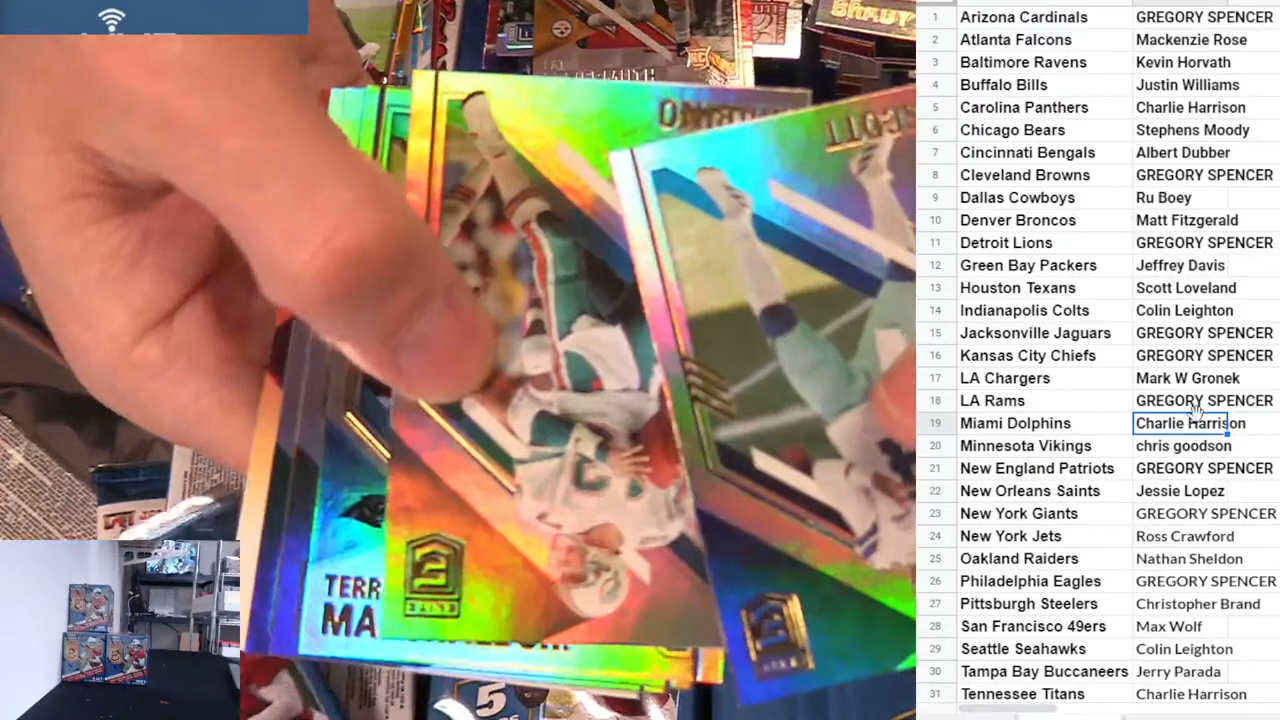 1 Arizona Cardinals GREGORY SPENCER
2 Atlanta Falcons Mackenzie Rose
3 Baltimore Ravens Kevin Horvath
4 Buffalo Bills Justin Williams
5 Carolina Panthers Charlie Harrison
6 Chicago Bears Stephens Moody
7 Cincinnati Bengals Albert Dubber
8 Cleveland Browns GREGORY SPENCER
9 Dallas Cowboys Ru Boey
10 Denver Broncos Matt Fitzgerald
11 Detroit Lions GREGORY SPENCER
12 Green Bay Packers Jeffrey Davis
13 Houston Texans Scott Loveland
14 Indianapolis Colts Colin Leighton
15 Jacksonville Jaguars GREGORY SPENCER
16 Kansas City Chiefs GREGORY SPENCER
17 LA Chargers Mark W Gronek
18 LA Rams GREGORY SPENCER
19 Miami Dolphins Charlie Harrison
20 Minnesota Vikings chris goodson
21 New England Patriots GREGORY SPENCER
22 New Orleans Saints Jessie Lopez
23 New York Giants GREGORY SPENCER
24 New York Jets Ross Crawford
25 Oakland Raiders Nathan Sheldon
26 Philadelphia Eagles GREGORY SPENCER
27 Pittsburgh Steelers Christopher Brand
28 San Francisco 49ers Max Wolf
29 Seattle Seahawks Colin Leighton
30 Tampa Bay Buccaneers Jerry Parada
31 Tennessee Titans Charlie Harrison
TERR
MA
ELITE
5